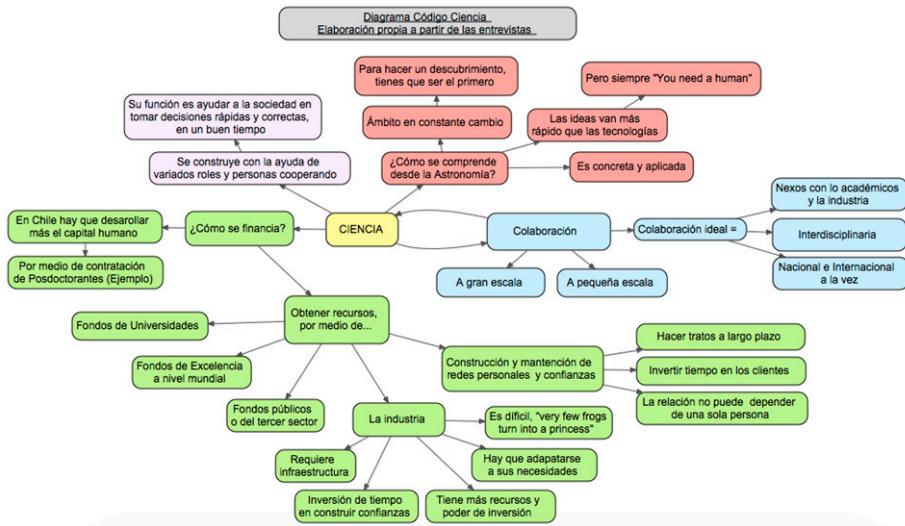 Diagrama Código Ciencia
Elaboración propia a partir de las entrevistas
Para hacer un descubrimiento,
tienes que ser el primero
Pero siempre "You need a human"
Su función es ayudar a la sociedad en
tomar decisiones rápidas y correctas,
en un buen tiempo
Ámbito en constante cambio
Las ideas van más
rápido que las tecnologías
Se construye con la ayuda de
variados roles y personas cooperando
¿Cómo se comprende
desde la Astronomía?
Es concreta y aplicada
En Chile hay que desarollar
más el capital humano
¿Cómo se financia?
CIENCIA
Colaboración
Colaboración ideal =
Nexos con lo académicos
y la industria
Interdisciplinaria
Nacional e Internacional
a la vez
Por medio de contratación
de Posdoctorantes (Ejemplo)
A gran escala
A pequeña escala
Obtener recursos,
por medio de...
Fondos de Universidades
Fondos de Excelencia
a nivel mundial
Fondos públicos
o del tercer sector
La industria
Construcción y mantención de
redes personales y confianzas
Hacer tratos a largo plazo
Invertir tiempo en los clientes
La relación no puede depender
de una sola persona
Es díficil, "very few frogs
turn into a princess"
Requiere
infraestructura
Hay que adapatarse
a sus necesidades
Inversión de tiempo
en construir confianzas
Tiene más recursos y
poder de inversión